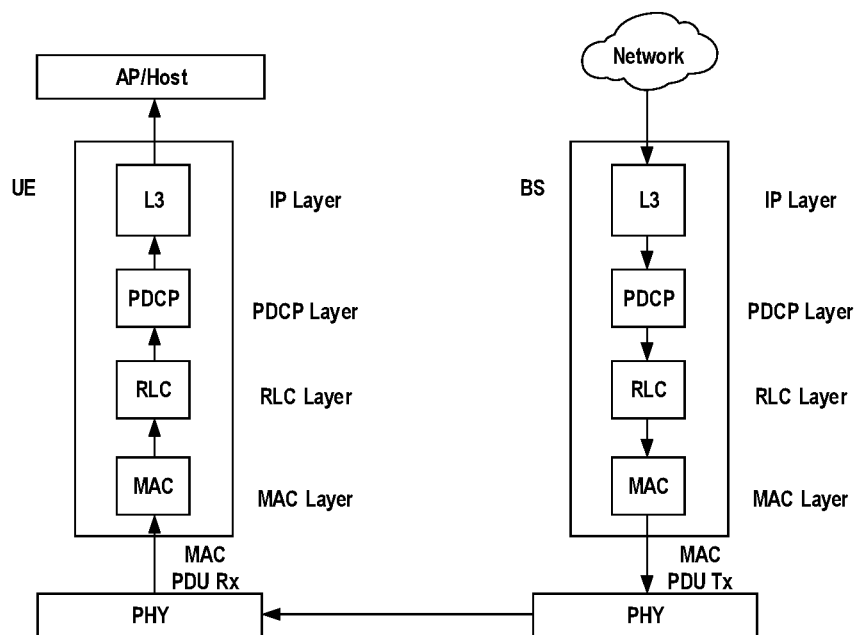 Network
AP/Host
UE
L3
IP Layer
PDCP
PDCP Layer
RLC
RLC Layer
MAC
MAC Layer
MAC
PDU Rx
PHY
BS
L3
IP Layer
PDCP
PDCP Layer
RLC
RLC Layer
MAC
MAC Layer
MAC
PDU Tx
PHY